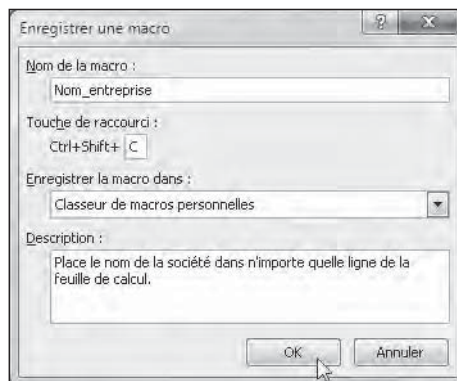 Enregistrer une macro
Nom de la macro :
Nom_entreprise
Touche de raccourci :
Ctrl+Shift+ C
Enregistrer la macro dans :
Classeur de macros personnelles
Description :
Place le nom de la société dans n'importe quelle ligne de la
feuille de calcul.
OK
Annuler